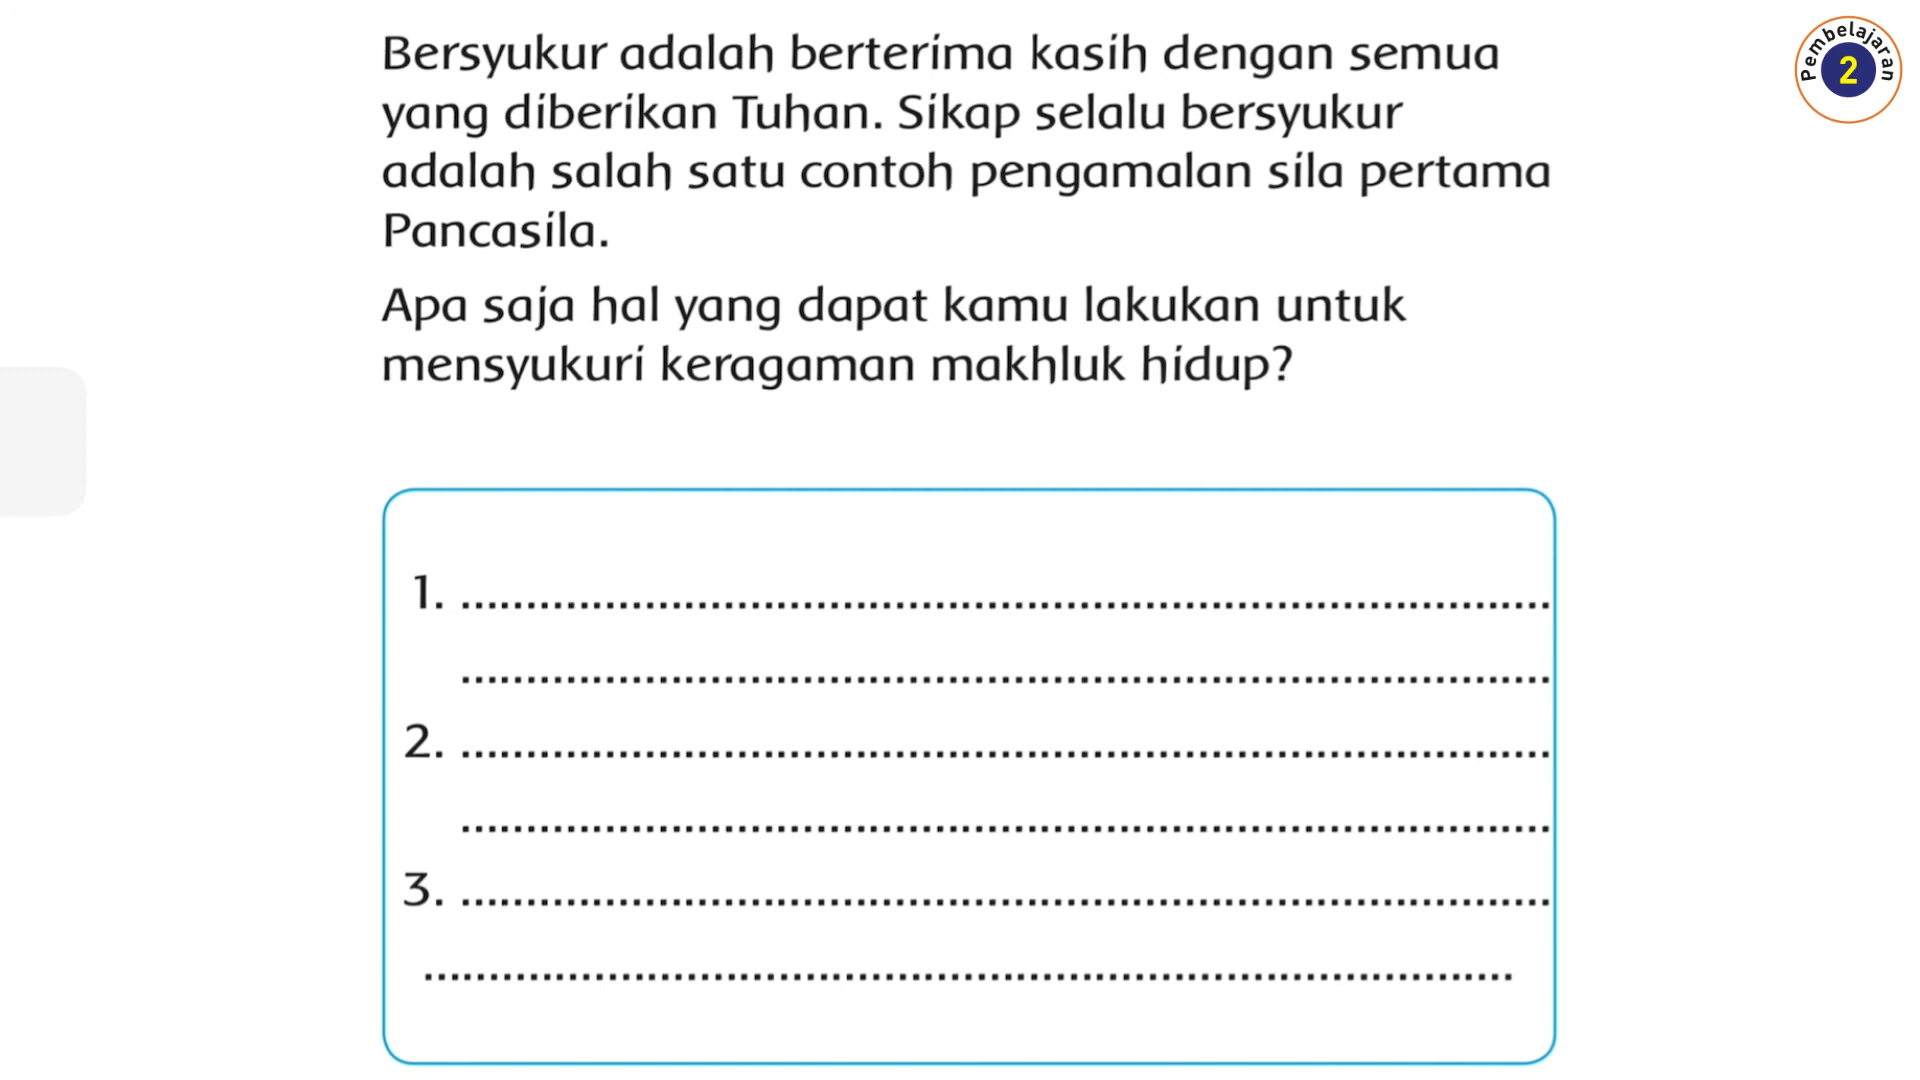 Pembelajaran
2
Bersyukur adalah berterima kasih dengan semua
yang diberikan Tuhan. Sikap selalu bersyukur
adalah salah satu contoh pengamalan sila pertama
Pancasila.
Apa saja hal yang dapat kamu lakukan untuk
mensyukuri keragaman makhluk hidup?
1. ....................................................................................
....................................................................................
2. ....................................................................................
....................................................................................
3. ....................................................................................
....................................................................................